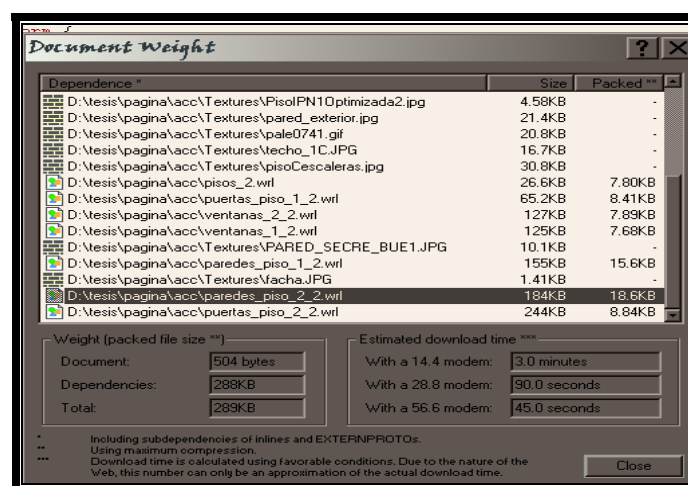 orm {
Document Weight
? X
Dependence * Size Packed **
D:\tesis\pagina\acc\Textures\PisoIPN1Optimizada2.jpg 4.58KB -
D:\tesis\pagina\acc\Textures\pared_exterior.jpg 21.4KB -
D:\tesis\pagina\acc\Textures\pale0741.gif 20.8KB -
D:\tesis\pagina\acc\Textures\techo_1C.JPG 16.7KB -
D:\tesis\pagina\acc\Textures\pisoCescaleras.jpg 30.8KB -
D:\tesis\pagina\acc\pisos_2.wrl 26.6KB 7.80KB
D:\tesis\pagina\acc\puertas_piso_1_2.wrl 65.2KB 8.41KB
D:\tesis\pagina\acc\ventanas_2_2.wrl 127KB 7.89KB
D:\tesis\pagina\acc\ventanas_1_2.wrl 125KB 7.68KB
D:\tesis\pagina\acc\Textures\PARED_SECRE_BUE1.JPG 10.1KB -
D:\tesis\pagina\acc\paredes_piso_1_2.wrl 155KB 15.6KB
D:\tesis\pagina\acc\Textures\facha.JPG 1.41KB -
D:\tesis\pagina\acc\paredes_piso_2_2.wrl 184KB 18.6KB
D:\tesis\pagina\acc\puertas_piso_2_2.wrl 244KB 8.84KB
Weight (packed file size **)
Document: 504 bytes
Dependencies: 288KB
Total: 289KB
Estimated download time ***
With a 14.4 modem: 3.0 minutes
With a 28.8 modem: 90.0 seconds
With a 56.6 modem: 45.0 seconds
* Including subdependencies of inlines and EXTERNPROTOs.
** Using maximum compression.
*** Download time is calculated using favorable conditions. Due to the nature of the
Web, this number can only be an approximation of the actual download time.
Close